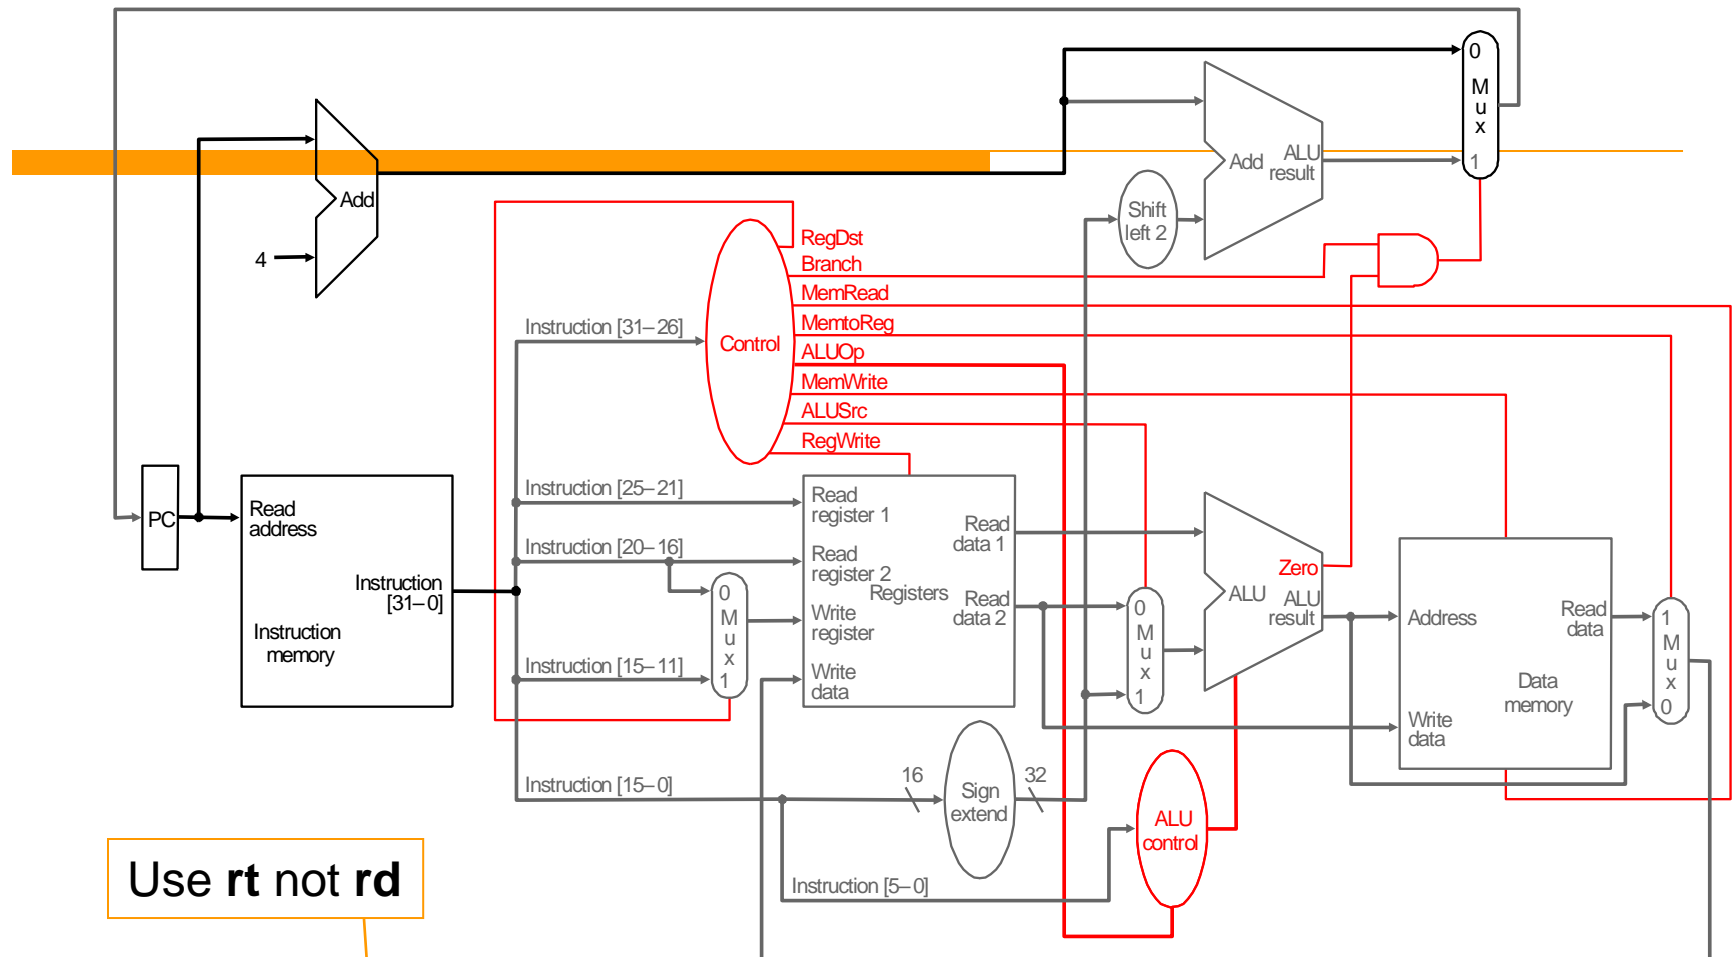 0
M
u
x
1
Add
ALU
result
Add
4
Shift
left 2
RegDst
Branch
MemRead
MemtoReg
ALUOp
MemWrite
ALUSrc
RegWrite
Control
Instruction [31–26]
Instruction [25–21]
Instruction [20–16]
Instruction [15–11]
Instruction [15–0]
Instruction [5–0]
PC
Read
address
Instruction
[31–0]
Instruction
memory
0
M
u
x
1
Read
register 1
Read
register 2
Write
register
Write
data
Registers
Read
data 1
Read
data 2
0
M
u
x
1
Zero
ALU
ALU
result
Address
Read
data
Data
memory
Write
data
1
M
u
x
0
16
Sign
extend
32
ALU
control
Use rt not rd